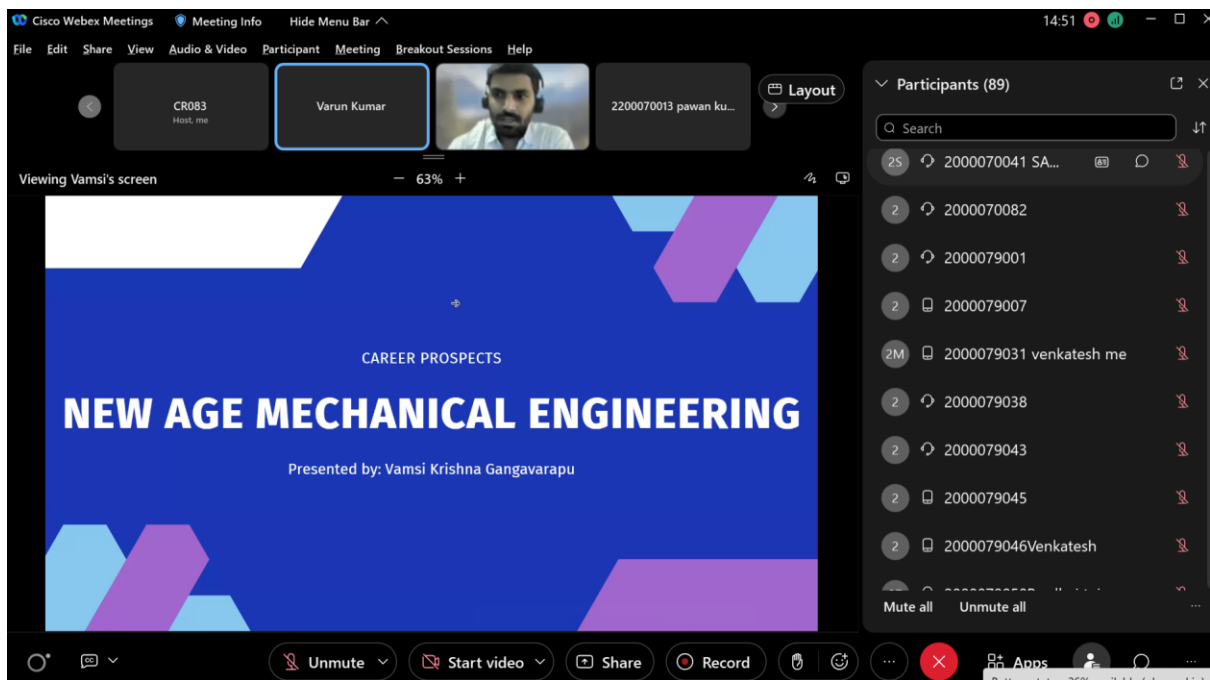 Cisco Webex Meetings Meeting Info Hide Menu Bar 14:51
File Edit Share View Audio & Video Participant Meeting Breakout Sessions Help
CR083
Host, me
Varun Kumar
2200070013 pawan ku...
Layout
Viewing Vamsi's screen 63%
CAREER PROSPECTS
NEW AGE MECHANICAL ENGINEERING
Presented by: Vamsi Krishna Gangavarapu
Participants (89)
Search
2S 2000070041 SA...
2 2000070082
2 2000079001
2 2000079007
2M 2000079031 venkatesh me
2 2000079038
2 2000079043
2 2000079045
2 2000079046Venkatesh
Mute all Unmute all
CC Unmute Start video Share Record Apps